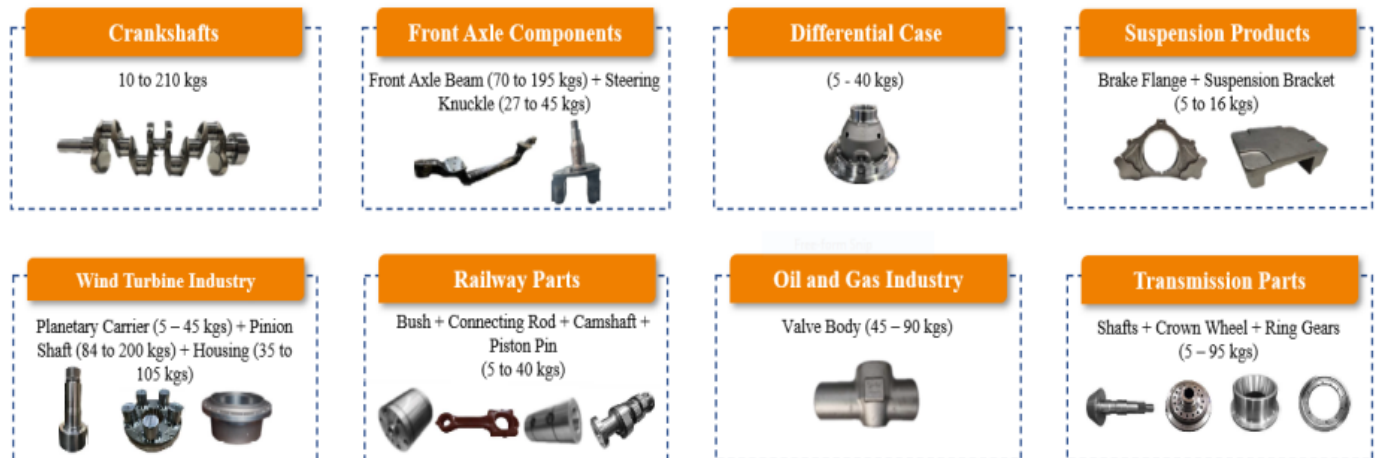 Crankshafts
10 to 210 kgs
Front Axle Components
Front Axle Beam (70 to 195 kgs) + Steering
Knuckle (27 to 45 kgs)
Differential Case
(5 - 40 kgs)
Suspension Products
Brake Flange + Suspension Bracket
(5 to 16 kgs)
Wind Turbine Industry
Planetary Carrier (5 – 45 kgs) + Pinion
Shaft (84 to 200 kgs) + Housing (35 to
105 kgs)
Railway Parts
Bush + Connecting Rod + Camshaft +
Piston Pin
(5 to 40 kgs)
Oil and Gas Industry
Valve Body (45 – 90 kgs)
Transmission Parts
Shafts + Crown Wheel + Ring Gears
(5 – 95 kgs)